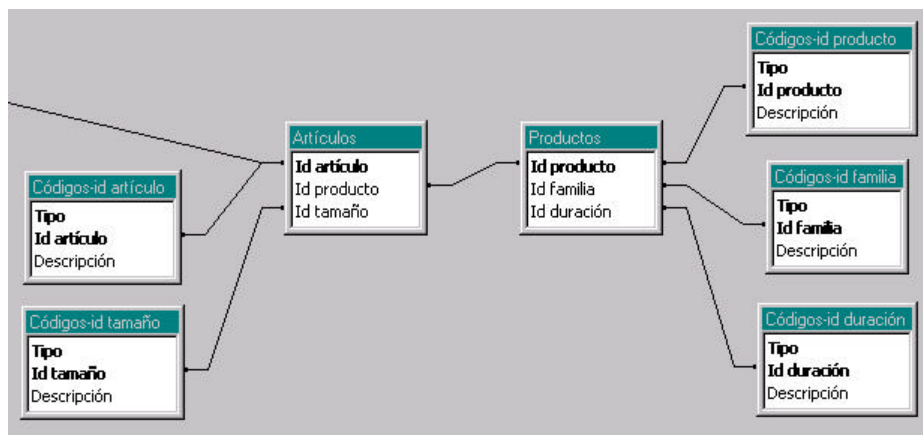 Códigos-id producto
Tipo
Id producto
Descripción
Artículos
Id artículo
Id producto
Id tamaño
Productos
Id producto
Id familia
Id duración
Códigos-id artículo
Tipo
Id artículo
Descripción
Códigos-id familia
Tipo
Id familia
Descripción
Códigos-id tamaño
Tipo
Id tamaño
Descripción
Códigos-id duración
Tipo
Id duración
Descripción